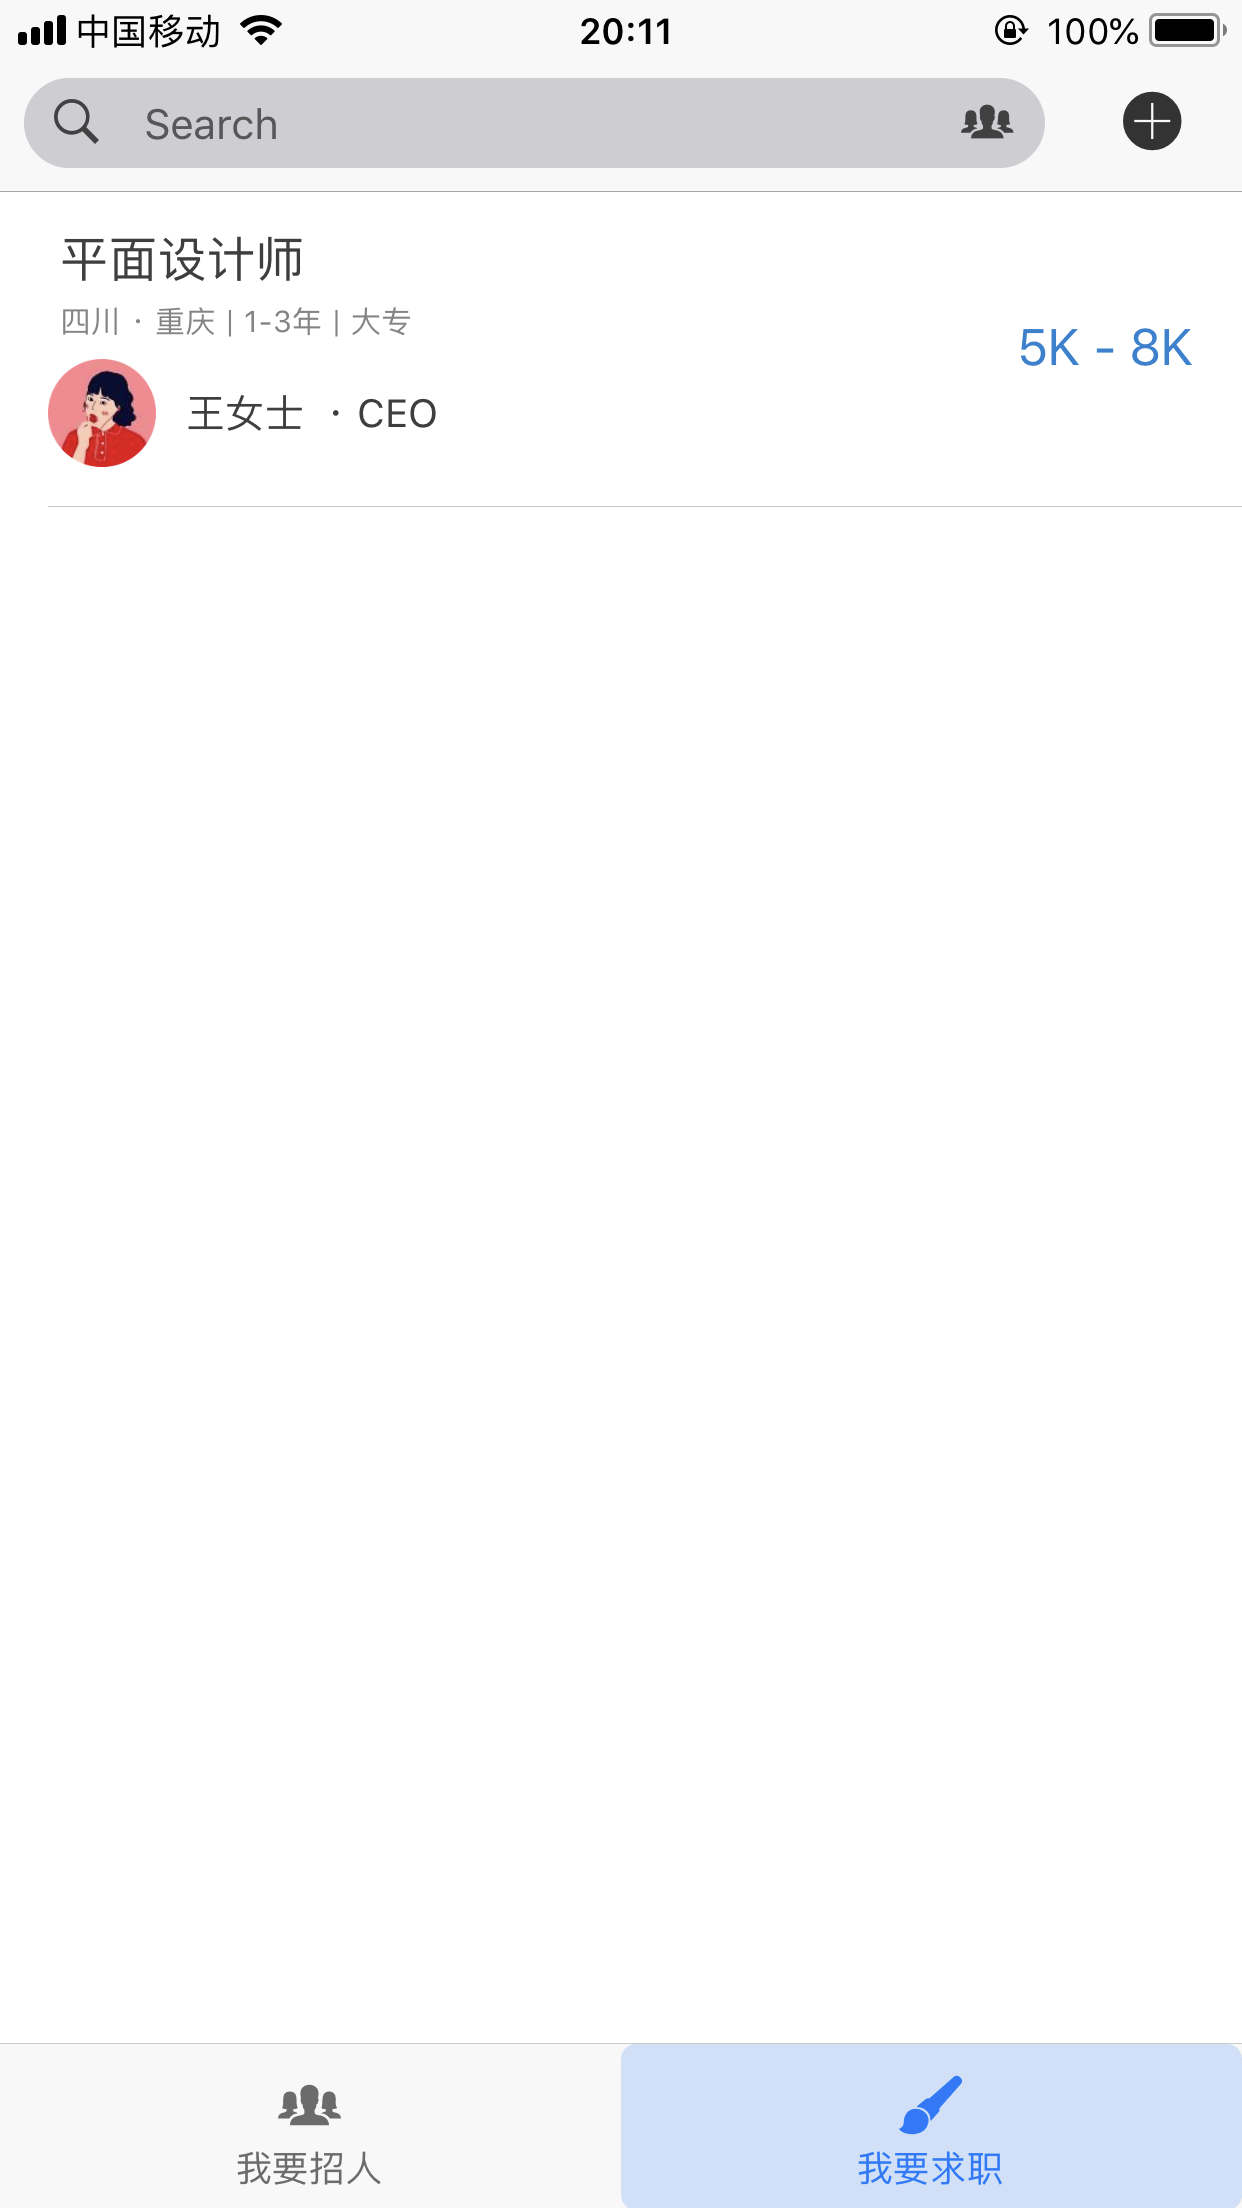 中国移动 20:11 100%
Search
平面设计师
四川 · 重庆 | 1-3年 | 大专
5K - 8K
王女士 · CEO
我要招人 我要求职